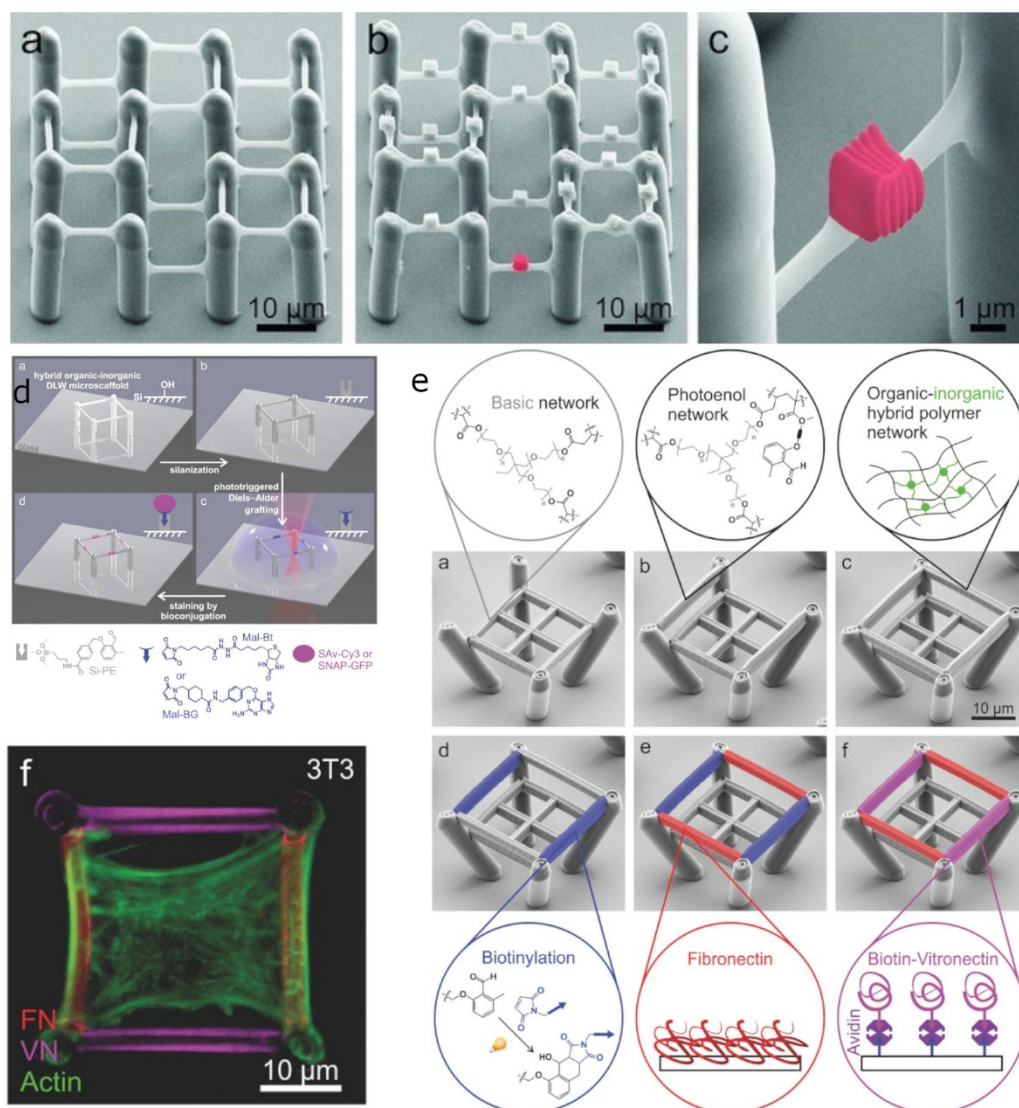 a
10 µm
b
10 µm
c
1 µm
d
a
hybrid organic-inorganic
DLW microscaffold
OH
Si
glass
silanization
b
phototriggered
Diels–Alder
grafting
d
c
staining by
bioconjugation
Si-PE
Mal-Bt
or
Mal-BG
SAv-Cy3 or
SNAP-GFP
e
Basic network
Photoenol
network
Organic-inorganic
hybrid polymer
network
a
b
c
10 µm
d
e
f
Biotinylation
HO
Fibronectin
Biotin-Vitronectin
Avidin
f
3T3
FN
VN
Actin
10 µm